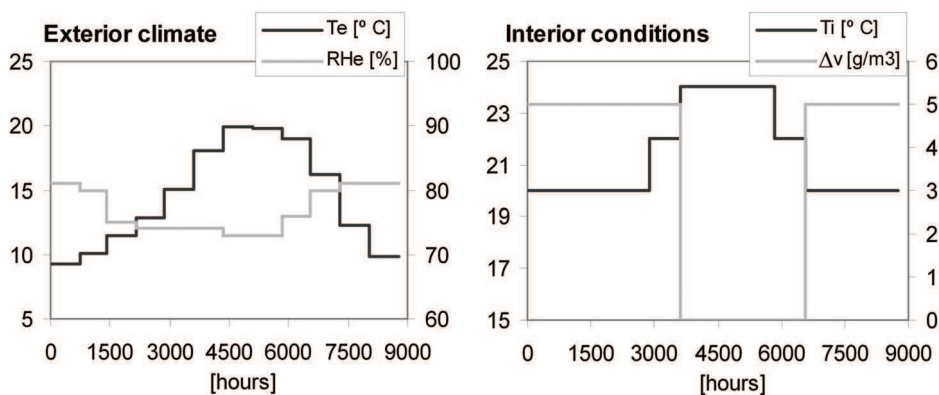 Exterior climate
Te [º C]
RHe [%]
25
20
15
10
5
100
90
80
70
60
0 1500 3000 4500 6000 7500 9000
[hours]
Interior conditions
Ti [º C]
Δv [g/m3]
25
23
21
19
17
15
6
5
4
3
2
1
0
0 1500 3000 4500 6000 7500 9000
[hours]